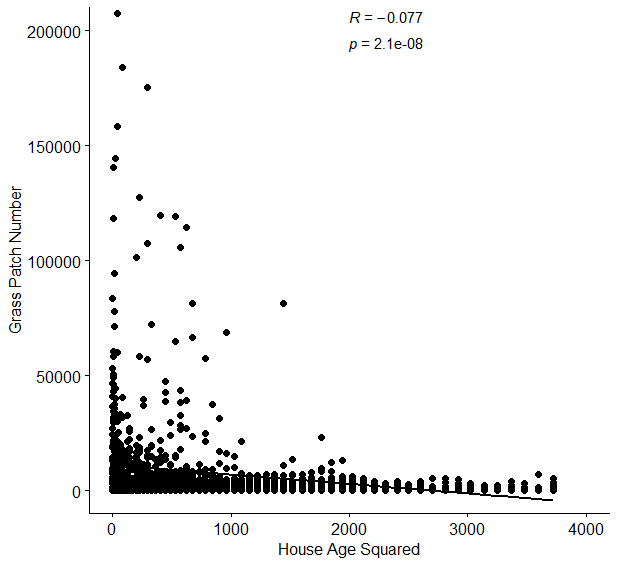 R = −0.077
p = 2.1e-08
200000
150000
100000
50000
0
Grass Patch Number
0 1000 2000 3000 4000
House Age Squared